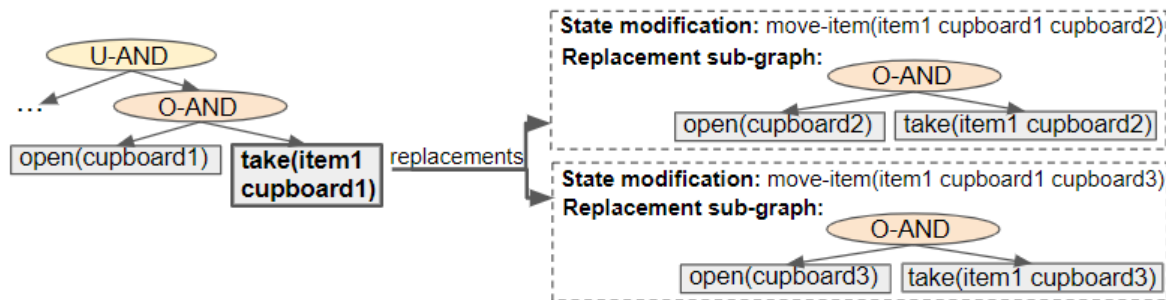 U-AND
...
O-AND
open(cupboard1)
take(item1
cupboard1)
replacements
State modification: move-item(item1 cupboard1 cupboard2)
Replacement sub-graph:
O-AND
open(cupboard2)
take(item1 cupboard2)
State modification: move-item(item1 cupboard1 cupboard3)
Replacement sub-graph:
O-AND
open(cupboard3)
take(item1 cupboard3)